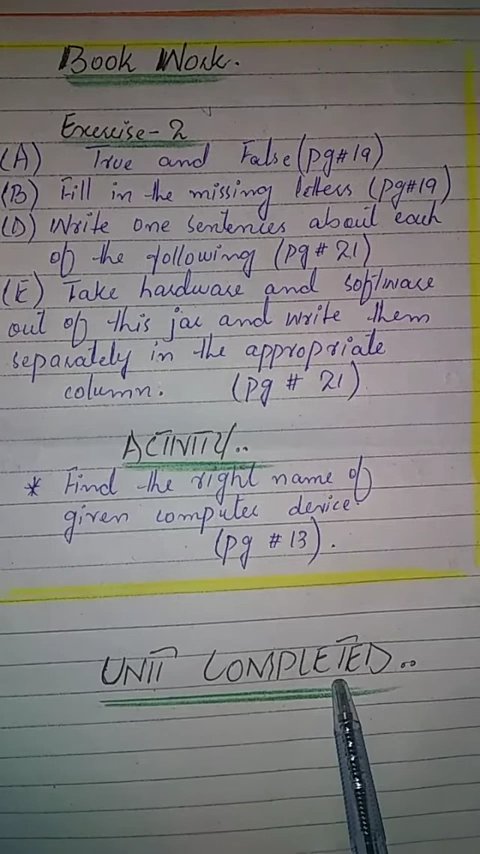 Book Work.
Exercise-2
(A) True and False (pg#19)
(B) Fill in the missing letters (pg#19)
(D) Write one sentences about each
of the following (pg # 21)
(E) Take hardware and software
out of this jar and write them
separately in the appropriate
column. (pg # 21)
ACTIVITY..
* Find the right name of
given computer device.
(pg # 13).
UNIT COMPLETED..